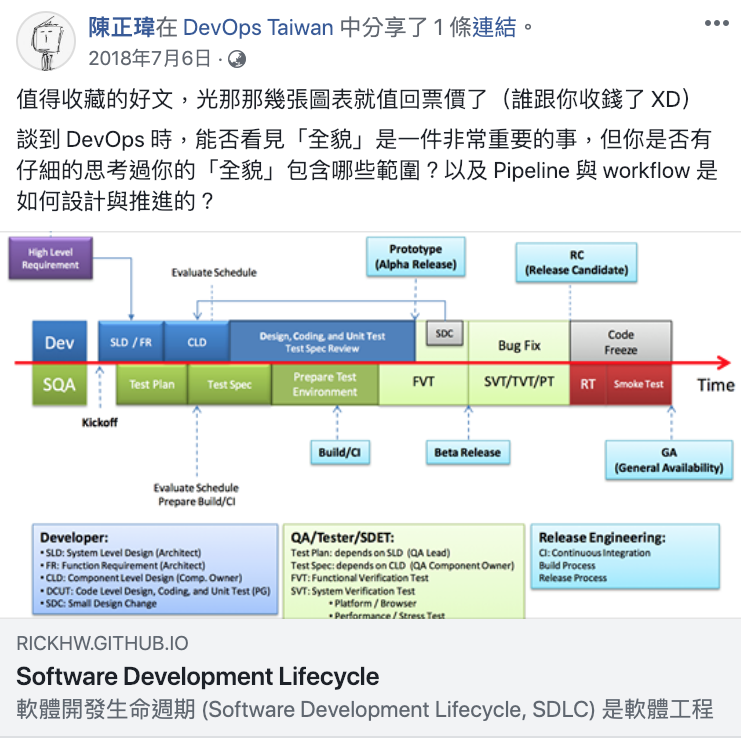 陳正瑋在 DevOps Taiwan 中分享了 1 條連結。
2018年7月6日 ·
值得收藏的好文，光那那幾張圖表就值回票價了（誰跟你收錢了 XD）
談到 DevOps 時，能否看見「全貌」是一件非常重要的事，但你是否有
仔細的思考過你的「全貌」包含哪些範圍？以及 Pipeline 與 workflow 是
如何設計與推進的？
High Level
Requirement
Evaluate Schedule
Prototype
(Alpha Release)
RC
(Release Candidate)
Dev
SLD / FR
CLD
Design, Coding, and Unit Test
Test Spec Review
SDC
Bug Fix
Code
Freeze
SQA
Test Plan
Test Spec
Prepare Test
Environment
FVT
SVT/TVT/PT
RT
Smoke Test
Time
Kickoff
Build/CI
Beta Release
GA
(General Availability)
Evaluate Schedule
Prepare Build/CI
Developer:
• SLD: System Level Design (Architect)
• FR: Function Requirement (Architect)
• CLD: Component Level Design (Comp. Owner)
• DCUT: Code Level Design, Coding, and Unit Test (PG)
• SDC: Small Design Change
QA/Tester/SDET:
Test Plan: depends on SLD (QA Lead)
Test Spec: depends on CLD (QA Component Owner)
FVT: Functional Verification Test
SVT: System Verification Test
• Platform / Browser
• Performance / Stress Test
Release Engineering:
CI: Continuous Integration
Build Process
Release Process
RICKHW.GITHUB.IO
Software Development Lifecycle
軟體開發生命週期 (Software Development Lifecycle, SDLC) 是軟體工程